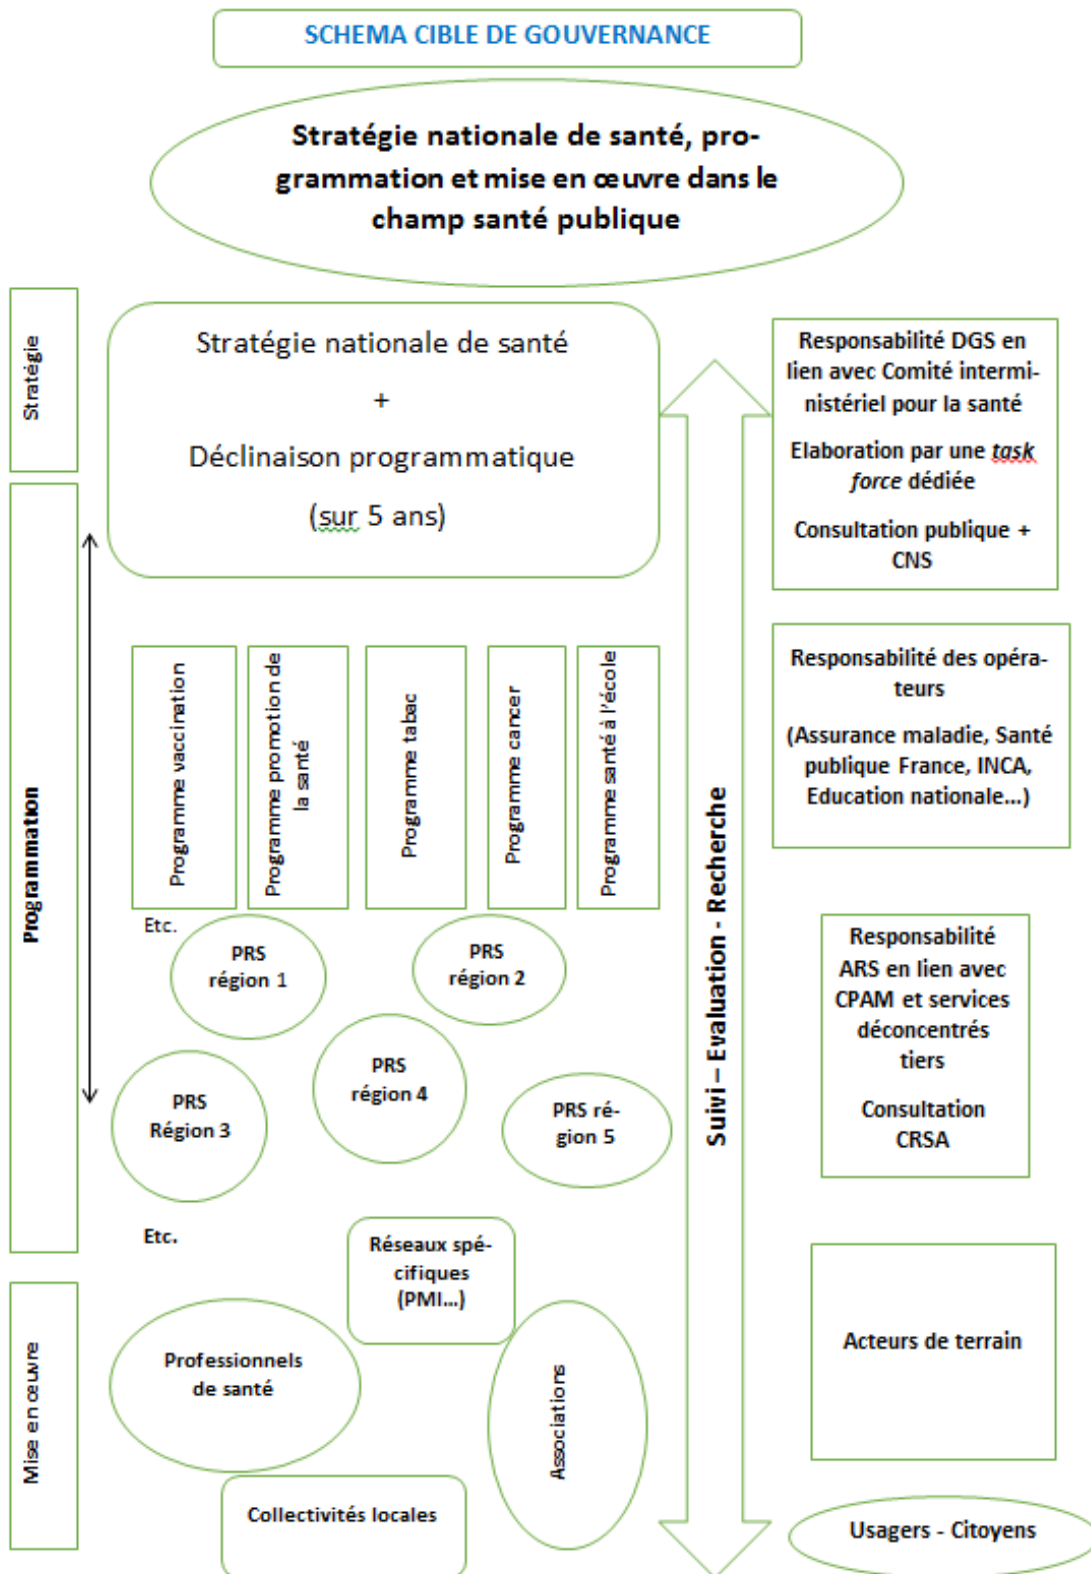 SCHEMA CIBLE DE GOUVERNANCE
Stratégie nationale de santé, pro-
grammation et mise en œuvre dans le
champ santé publique
Stratégie
Stratégie nationale de santé
+
Déclinaison programmatique
(sur 5 ans)
Responsabilité DGS en
lien avec Comité intermi-
nistériel pour la santé
Elaboration par une task
force dédiée
Consultation publique +
CNS
Programmation
Programme vaccination
Programme promotion de
la santé
Programme tabac
Programme cancer
Programme santé à l'école
Suivi – Evaluation - Recherche
Responsabilité des opéra-
teurs
(Assurance maladie, Santé
publique France, INCA,
Education nationale...)
Etc.
PRS
région 1
PRS
région 2
PRS
Région 3
PRS
région 4
PRS ré-
gion 5
Responsabilité
ARS en lien avec
CPAM et services
déconcentrés
tiers
Consultation
CRSA
Etc.
Mise en œuvre
Réseaux spé-
cifiques
(PMI...)
Professionnels
de santé
Associations
Collectivités locales
Acteurs de terrain
Usagers - Citoyens